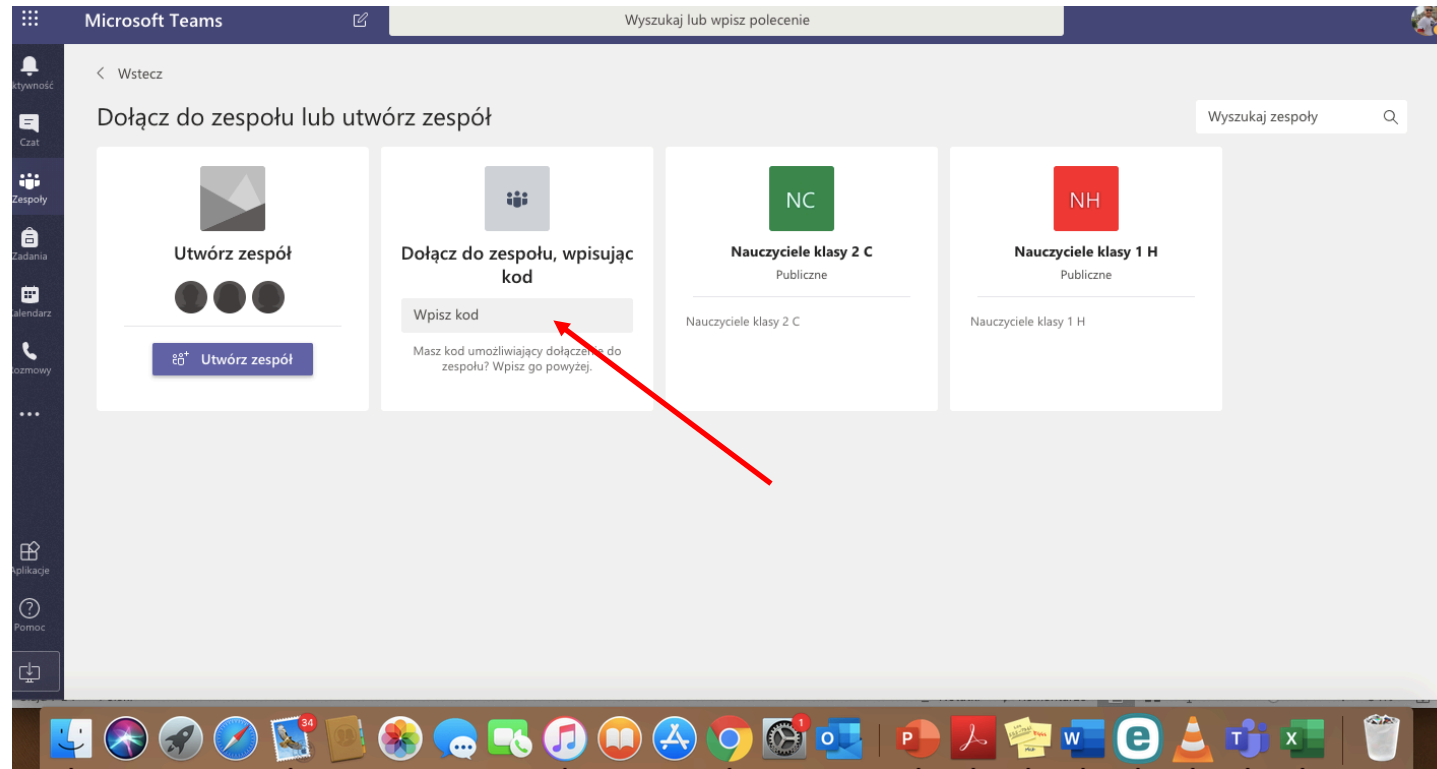 Microsoft Teams
Wyszukaj lub wpisz polecenie
Aktywność
Czat
Zespoły
Zadania
Kalendarz
Rozmowy
Aplikacje
Pomoc
Wstecz
Dołącz do zespołu lub utwórz zespół
Wyszukaj zespoły
Utwórz zespół
Utwórz zespół
Dołącz do zespołu, wpisując
kod
Wpisz kod
Masz kod umożliwiający dołączenie do
zespołu? Wpisz go powyżej.
NC
Nauczyciele klasy 2 C
Publiczne
Nauczyciele klasy 2 C
NH
Nauczyciele klasy 1 H
Publiczne
Nauczyciele klasy 1 H
34
1
P
W
e
T
X